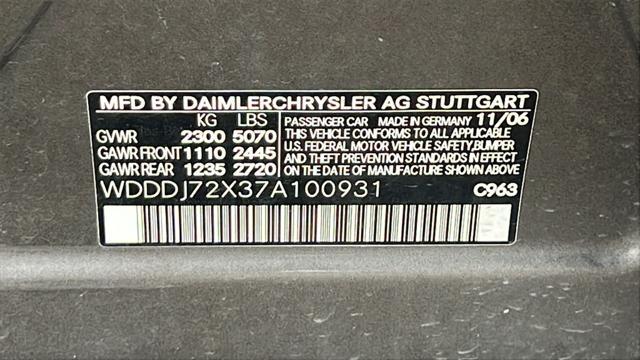 MFD BY DAIMLERCHRYSLER AG STUTTGART
KG LBS
GVWR 2300 5070
GAWR FRONT 1110 2445
GAWR REAR 1235 2720
PASSENGER CAR MADE IN GERMANY 11/06
THIS VEHICLE CONFORMS TO ALL APPLICABLE
U.S. FEDERAL MOTOR VEHICLE SAFETY, BUMPER
AND THEFT PREVENTION STANDARDS IN EFFECT
ON THE DATE OF MANUFACTURE SHOWN ABOVE
WDDDJ72X37A100931 C963